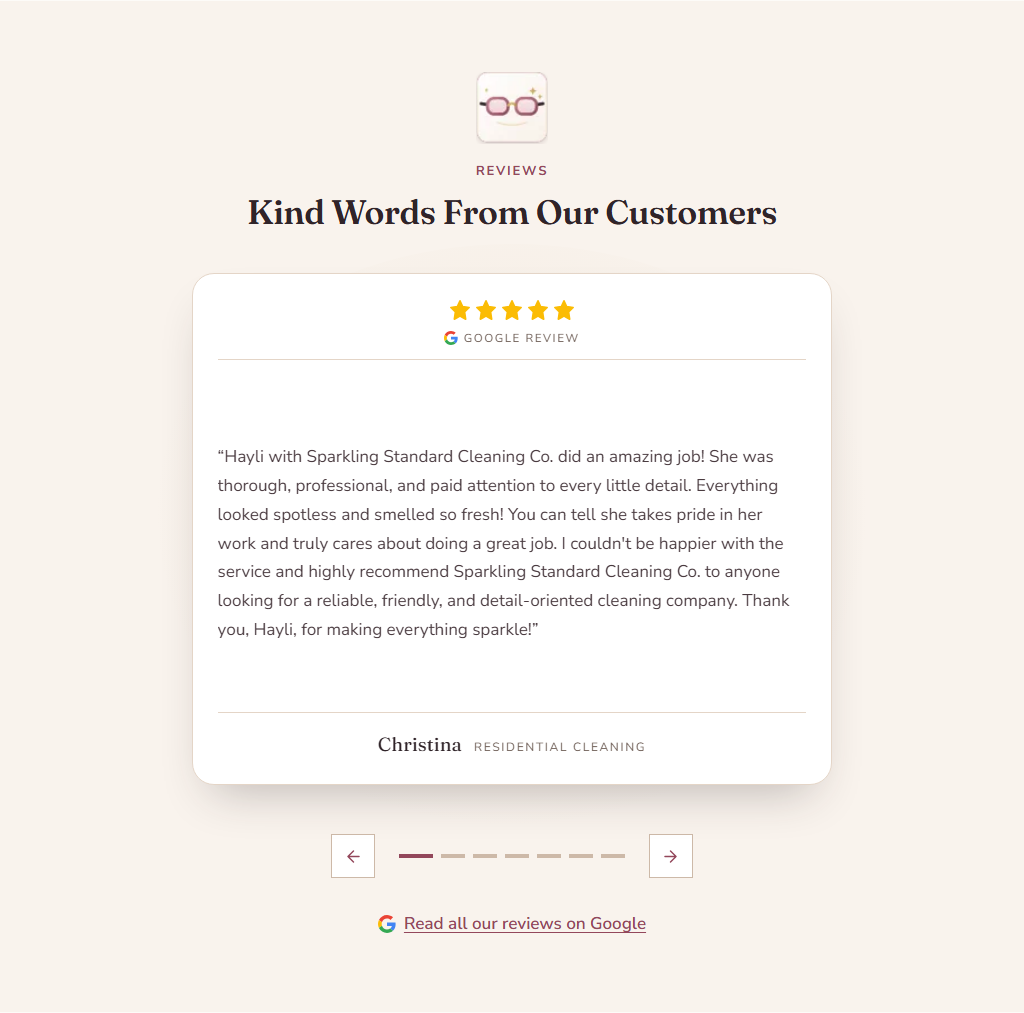 REVIEWS
Kind Words From Our Customers
GOOGLE REVIEW
“Hayli with Sparkling Standard Cleaning Co. did an amazing job! She was
thorough, professional, and paid attention to every little detail. Everything
looked spotless and smelled so fresh! You can tell she takes pride in her
work and truly cares about doing a great job. I couldn't be happier with the
service and highly recommend Sparkling Standard Cleaning Co. to anyone
looking for a reliable, friendly, and detail-oriented cleaning company. Thank
you, Hayli, for making everything sparkle!”
Christina RESIDENTIAL CLEANING
Read all our reviews on Google